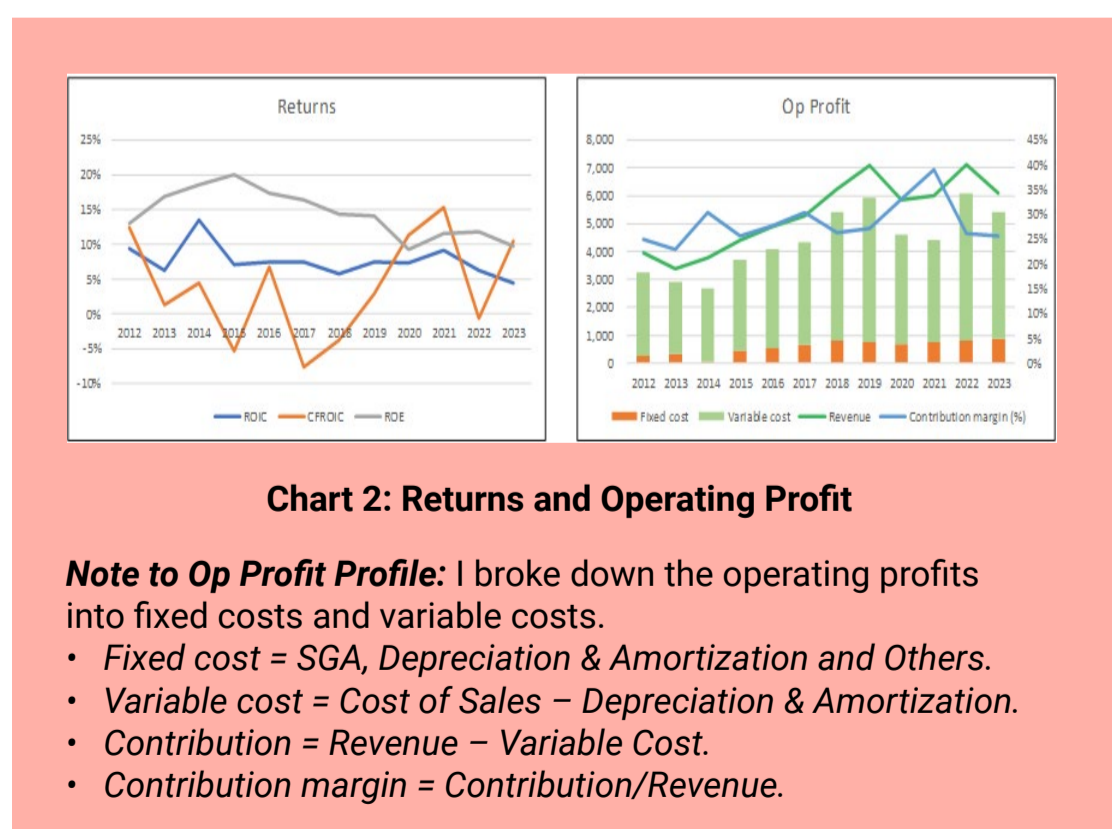 Returns
25%
20%
15%
10%
5%
0%
2012 2013 2014 2015 2016 2017 2018 2019 2020 2021 2022 2023
-5%
-10%
ROIC CFROIC ROE
Op Profit
8,000 45%
7,000 40%
6,000 35%
5,000 30%
4,000 25%
3,000 20%
2,000 15%
1,000 10%
0 5%
0%
2012 2013 2014 2015 2016 2017 2018 2019 2020 2021 2022 2023
Fixed cost Variable cost Revenue Contribution margin (%)
Chart 2: Returns and Operating Profit
Note to Op Profit Profile: I broke down the operating profits
into fixed costs and variable costs.
• Fixed cost = SGA, Depreciation & Amortization and Others.
• Variable cost = Cost of Sales – Depreciation & Amortization.
• Contribution = Revenue – Variable Cost.
• Contribution margin = Contribution/Revenue.